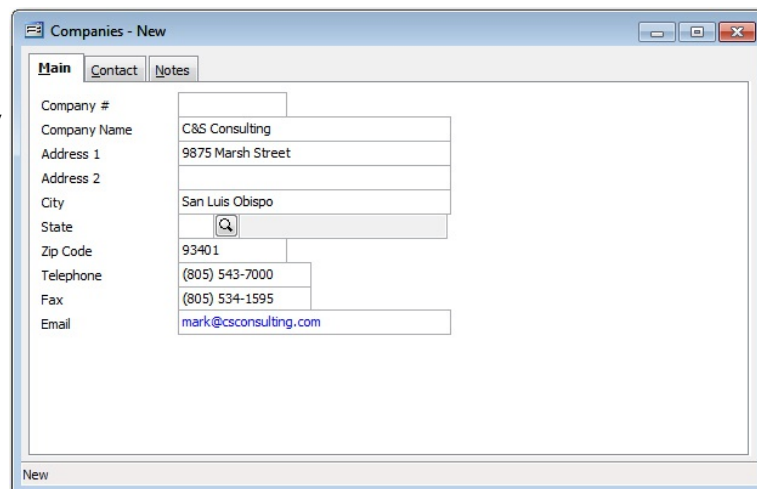 Companies - New
Main Contact Notes
Company #
Company Name C&S Consulting
Address 1 9875 Marsh Street
Address 2
City San Luis Obispo
State
Zip Code 93401
Telephone (805) 543-7000
Fax (805) 534-1595
Email mark@csconsulting.com
New